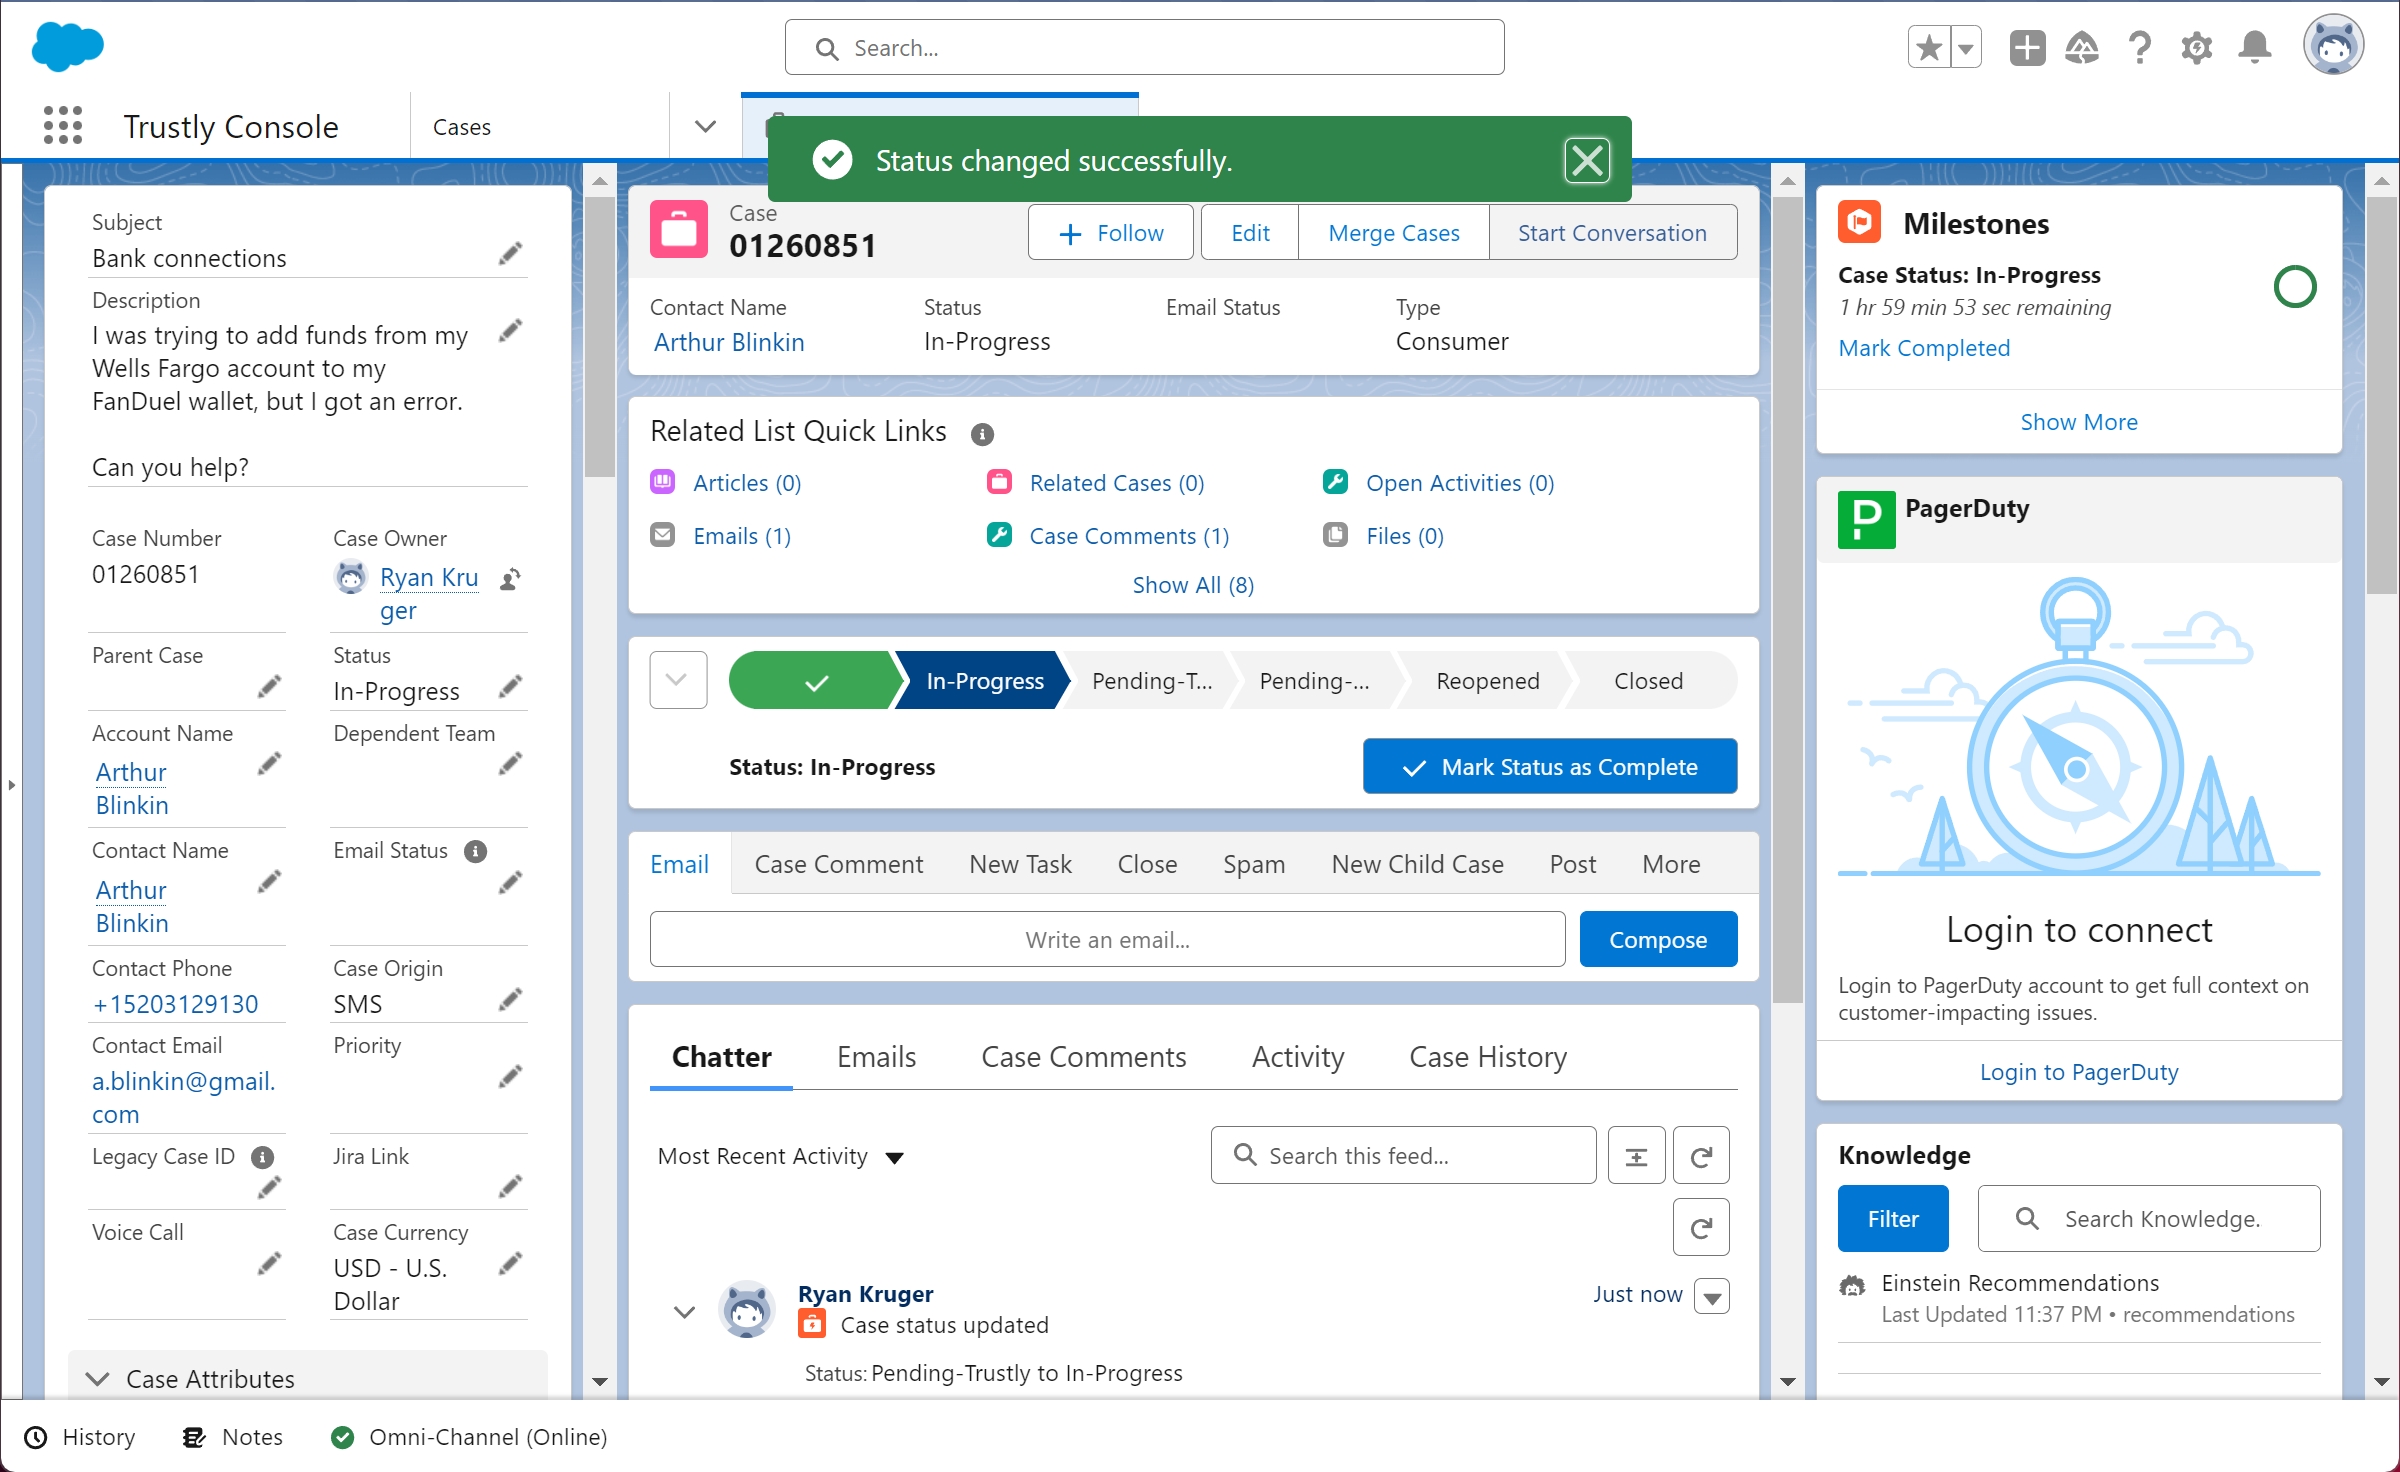 Search...
Trustly Console
Cases
Status changed successfully.
Subject
Bank connections
Description
I was trying to add funds from my
Wells Fargo account to my
FanDuel wallet, but I got an error.
Can you help?
Case Number
01260851
Case Owner
Ryan Kru
ger
Parent Case
Status
In-Progress
Account Name
Arthur
Blinkin
Dependent Team
Contact Name
Arthur
Blinkin
Email Status
Contact Phone
+15203129130
Case Origin
SMS
Contact Email
a.blinkin@gmail.
com
Priority
Legacy Case ID
Jira Link
Voice Call
Case Currency
USD - U.S.
Dollar
Case Attributes
Case
01260851
Follow
Edit
Merge Cases
Start Conversation
Contact Name
Arthur Blinkin
Status
In-Progress
Email Status
Type
Consumer
Related List Quick Links
Articles (0)
Related Cases (0)
Open Activities (0)
Emails (1)
Case Comments (1)
Files (0)
Show All (8)
In-Progress
Pending-T...
Pending-...
Reopened
Closed
Status: In-Progress
Mark Status as Complete
Email
Case Comment
New Task
Close
Spam
New Child Case
Post
More
Write an email...
Compose
Chatter
Emails
Case Comments
Activity
Case History
Most Recent Activity
Search this feed...
Ryan Kruger
Just now
Case status updated
Status: Pending-Trustly to In-Progress
Milestones
Case Status: In-Progress
1 hr 59 min 53 sec remaining
Mark Completed
Show More
PagerDuty
Login to connect
Login to PagerDuty account to get full context on
customer-impacting issues.
Login to PagerDuty
Knowledge
Filter
Search Knowledge.
Einstein Recommendations
Last Updated 11:37 PM • recommendations
History
Notes
Omni-Channel (Online)